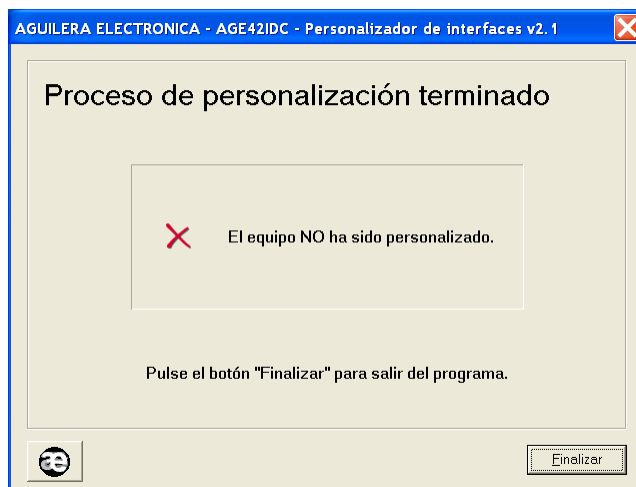 AGUILERA ELECTRONICA - AGE42IDC - Personalizador de interfaces v2.1
Proceso de personalización terminado
El equipo NO ha sido personalizado.
Pulse el botón "Finalizar" para salir del programa.
æ
Finalizar